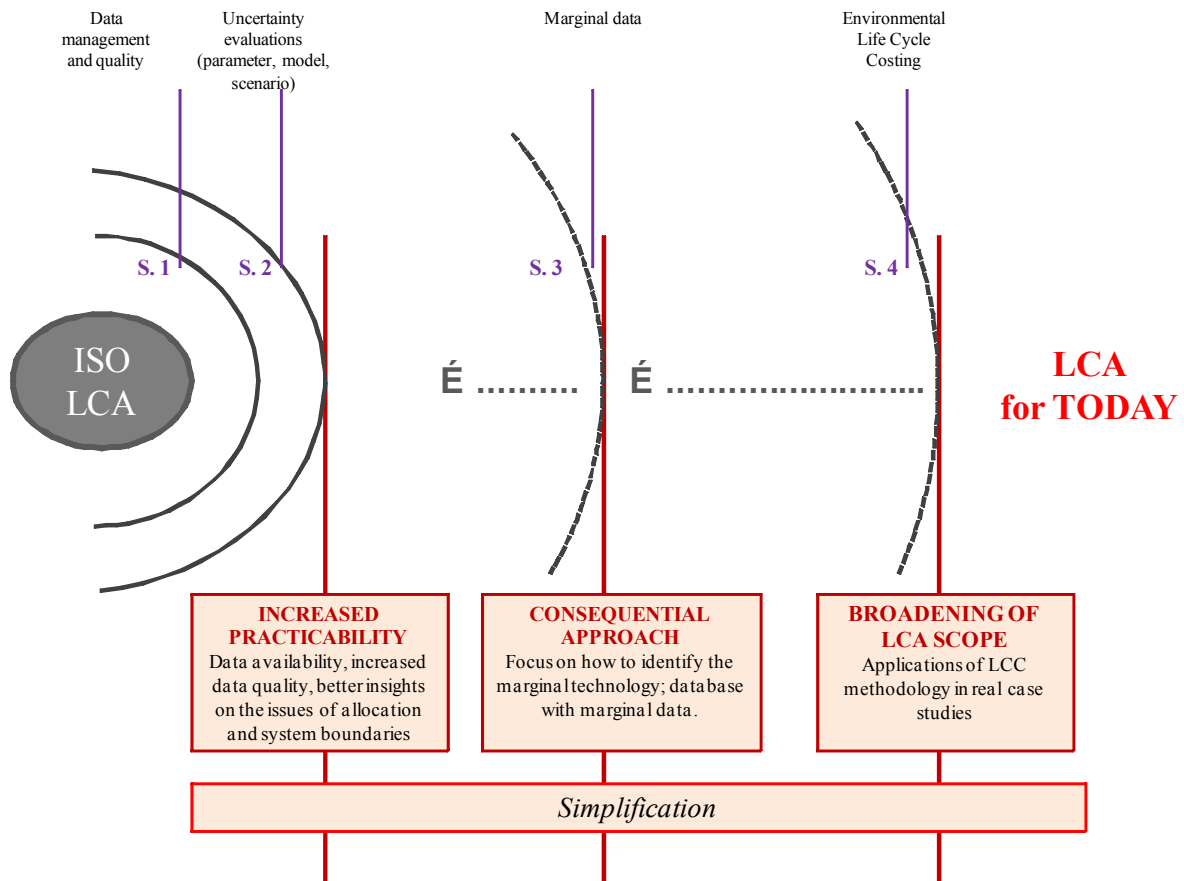 Data
management
and quality
Uncertainty
evaluations
(parameter, model,
scenario)
Marginal data
Environmental
Life Cycle
Costing
S. 1
S. 2
S. 3
S. 4
ISO
LCA
É ..........
É ........................
LCA
for TODAY
INCREASED
PRACTICABILITY
Data availability, increased
data quality, better insights
on the issues of allocation
and system boundaries
CONSEQUENTIAL
APPROACH
Focus on how to identify the
marginal technology; database
with marginal data.
BROADENING OF
LCA SCOPE
Applications of LCC
methodology in real case
studies
Simplification